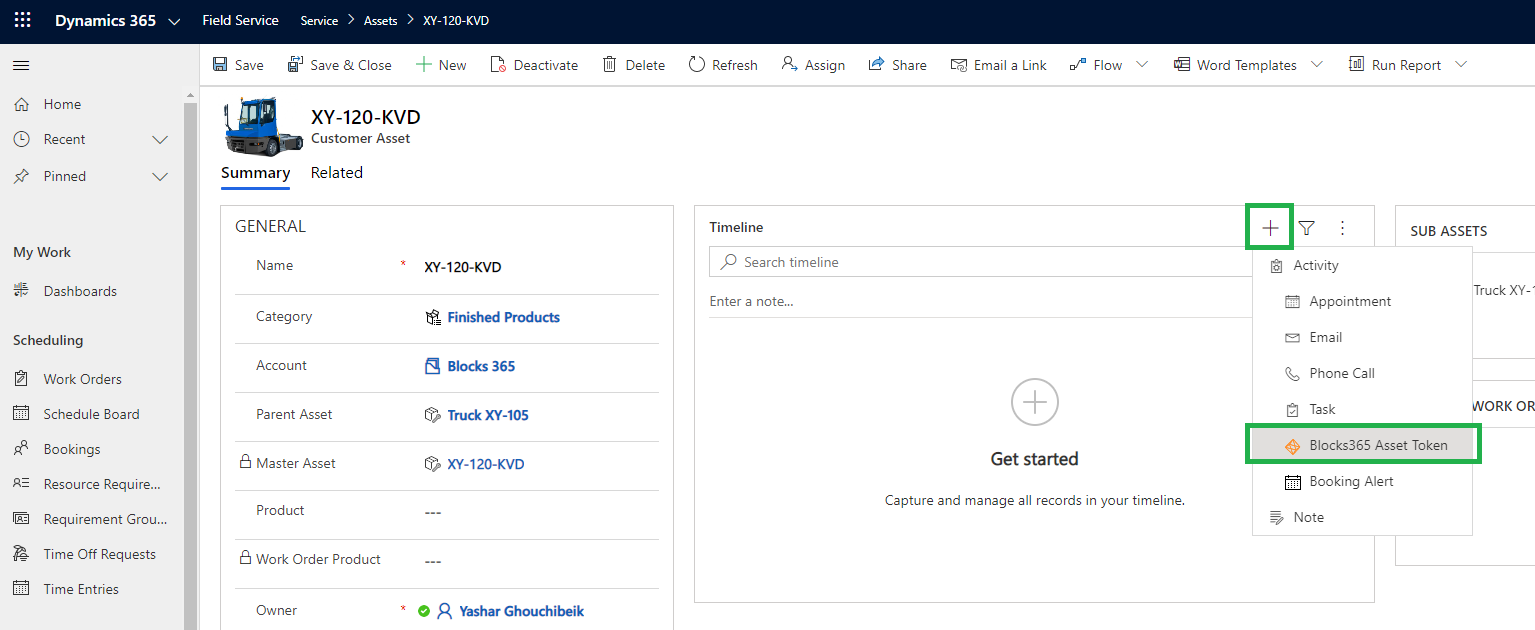 Dynamics 365 Field Service Service > Assets > XY-120-KVD
Save Save & Close New Deactivate Delete Refresh Assign Share Email a Link Flow Word Templates Run Report
Home
Recent
Pinned
My Work
Dashboards
Scheduling
Work Orders
Schedule Board
Bookings
Resource Require...
Requirement Grou...
Time Off Requests
Time Entries
XY-120-KVD
Customer Asset
Summary Related
GENERAL
Name * XY-120-KVD
Category Finished Products
Account Blocks 365
Parent Asset Truck XY-105
Master Asset XY-120-KVD
Product ---
Work Order Product ---
Owner * Yashar Ghouchibeik
Timeline
Search timeline
Enter a note...
Get started
Capture and manage all records in your timeline.
Activity
Appointment
Email
Phone Call
Task
Blocks365 Asset Token
Booking Alert
Note
SUB ASSETS
Truck XY-1
WORK OR